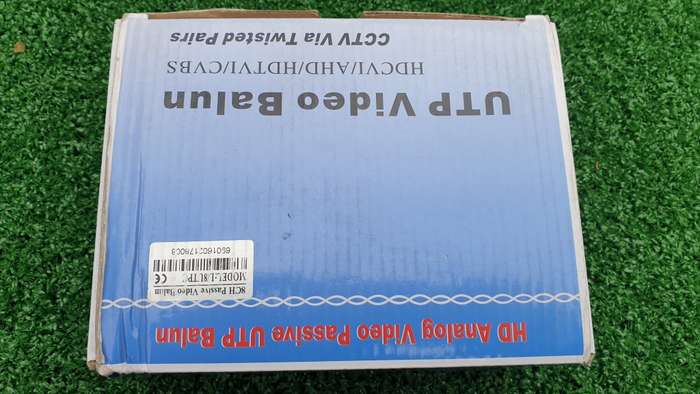 HD Analog Video Passive UTP Balun
8CH Passive Video Balun
CE
UTP Video Balun
HDCVI/AHD/HDTVI/CVBS
CCTV Via Twisted Pairs